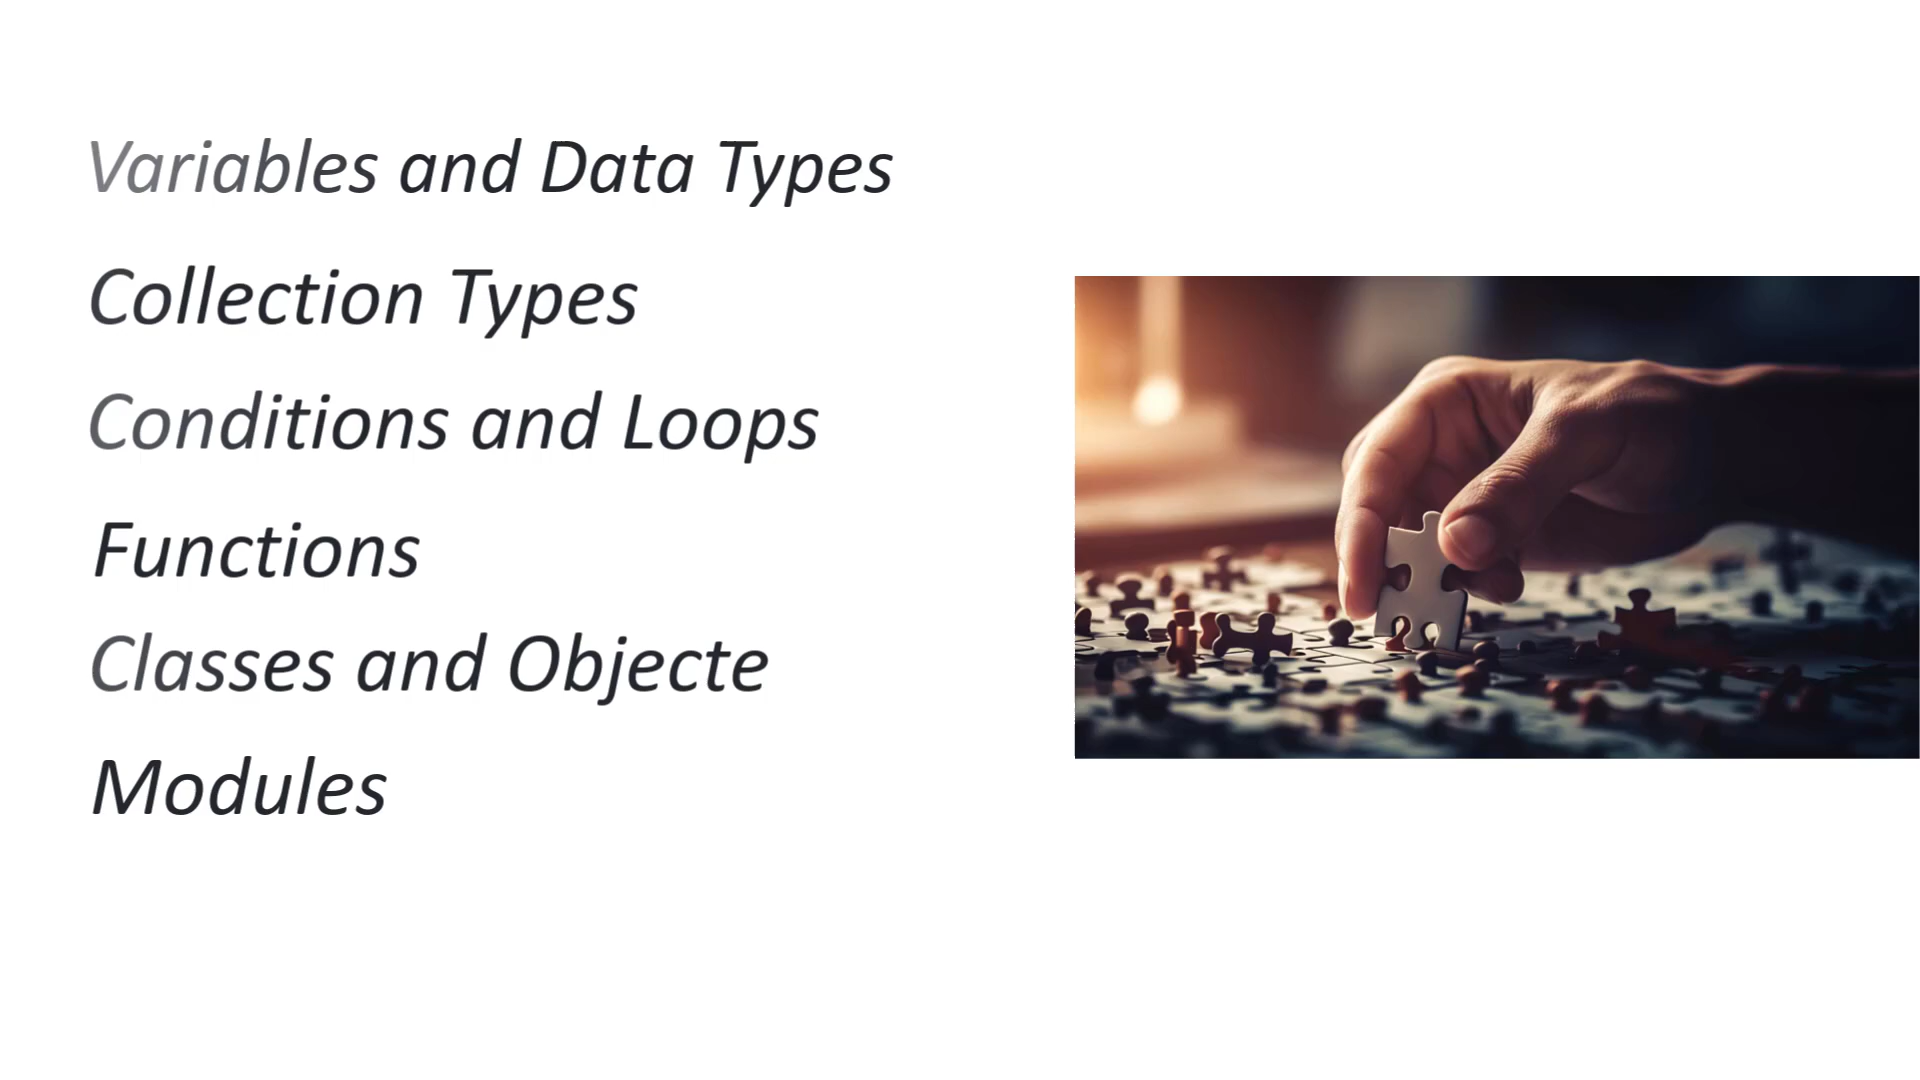 Variables and Data Types
Collection Types
Conditions and Loops
Functions
Classes and Objecte
Modules